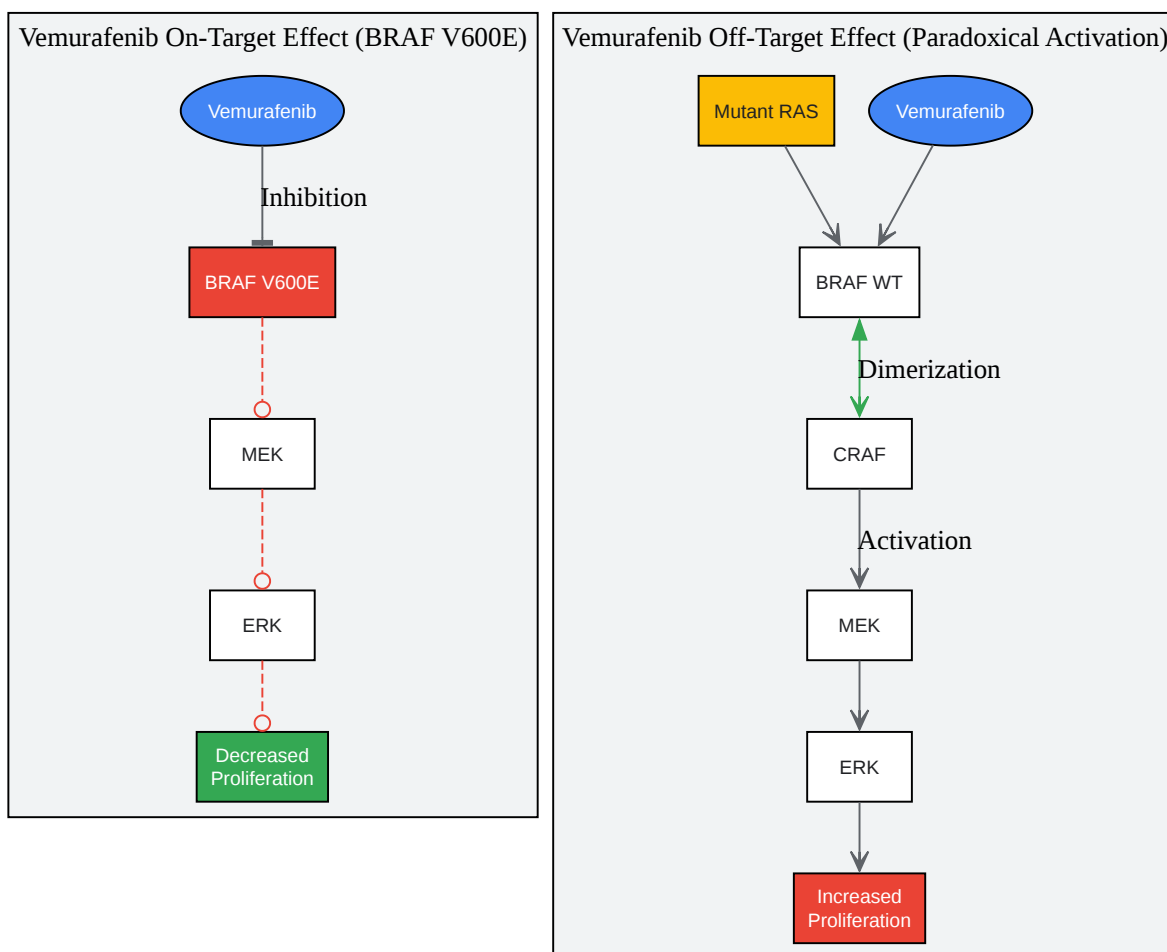 Vemurafenib On-Target Effect (BRAF V600E)
Vemurafenib
Inhibition
BRAF V600E
MEK
ERK
Decreased
Proliferation
Vemurafenib Off-Target Effect (Paradoxical Activation)
Mutant RAS
Vemurafenib
BRAF WT
Dimerization
CRAF
Activation
MEK
ERK
Increased
Proliferation